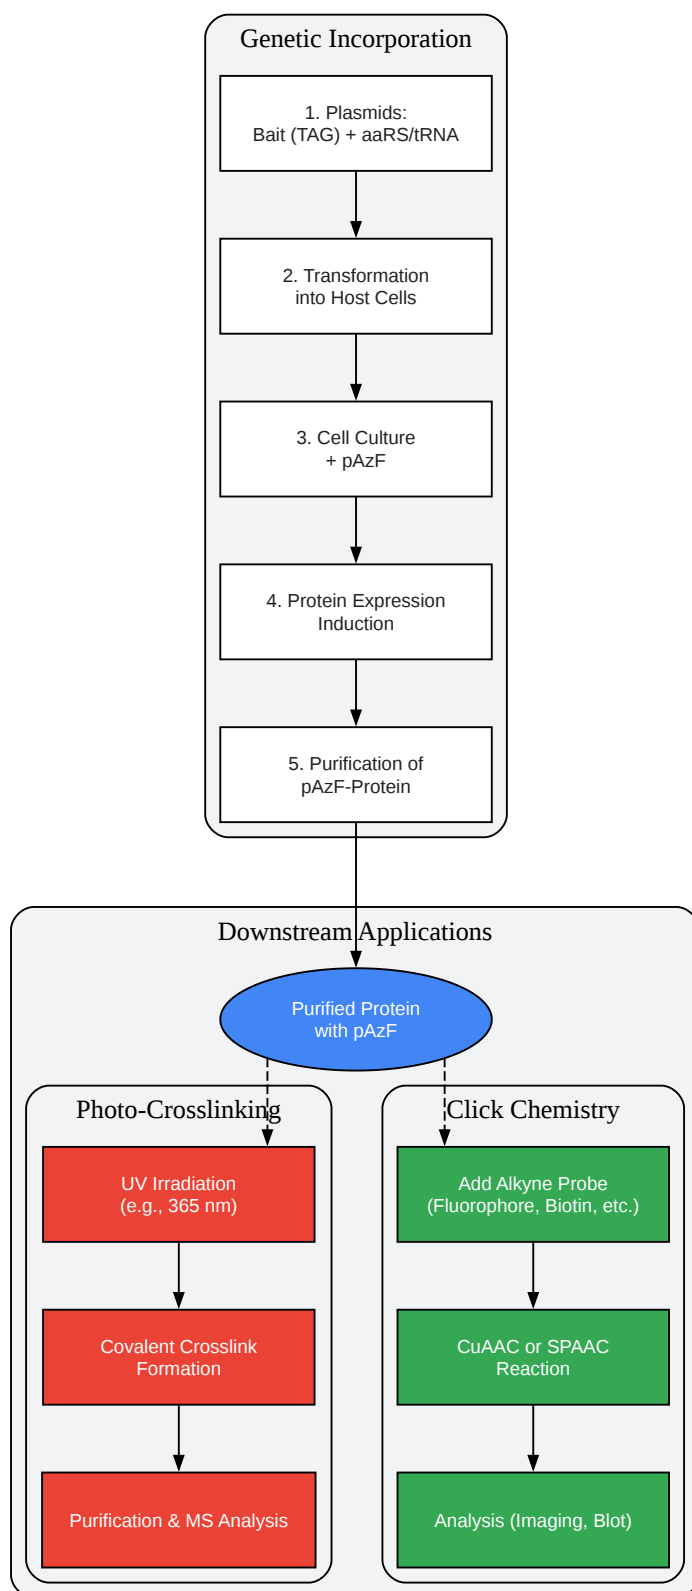 Genetic Incorporation
1. Plasmids:
Bait (TAG) + aaRS/tRNA
2. Transformation
into Host Cells
3. Cell Culture
+ pAzF
4. Protein Expression
Induction
5. Purification of
pAzF-Protein
Downstream Applications
Purified Protein
with pAzF
Photo-Crosslinking
UV Irradiation
(e.g., 365 nm)
Covalent Crosslink
Formation
Purification & MS Analysis
Click Chemistry
Add Alkyne Probe
(Fluorophore, Biotin, etc.)
CuAAC or SPAAC
Reaction
Analysis (Imaging, Blot)